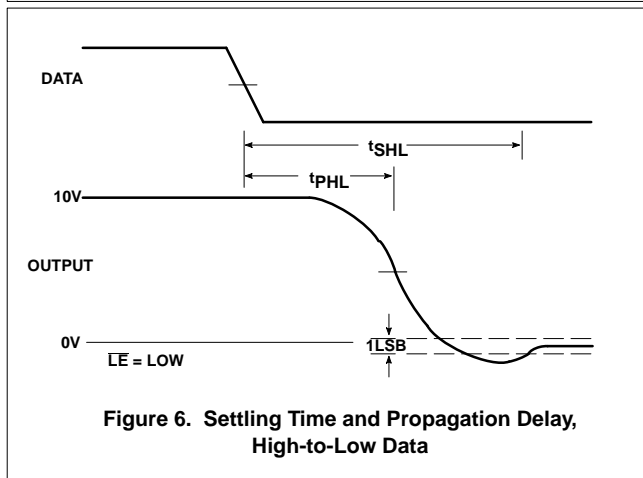 DATA
tSHL
tPHL
10V
OUTPUT
0V
1LSB
LE = LOW
Figure 6. Settling Time and Propagation Delay,
High-to-Low Data